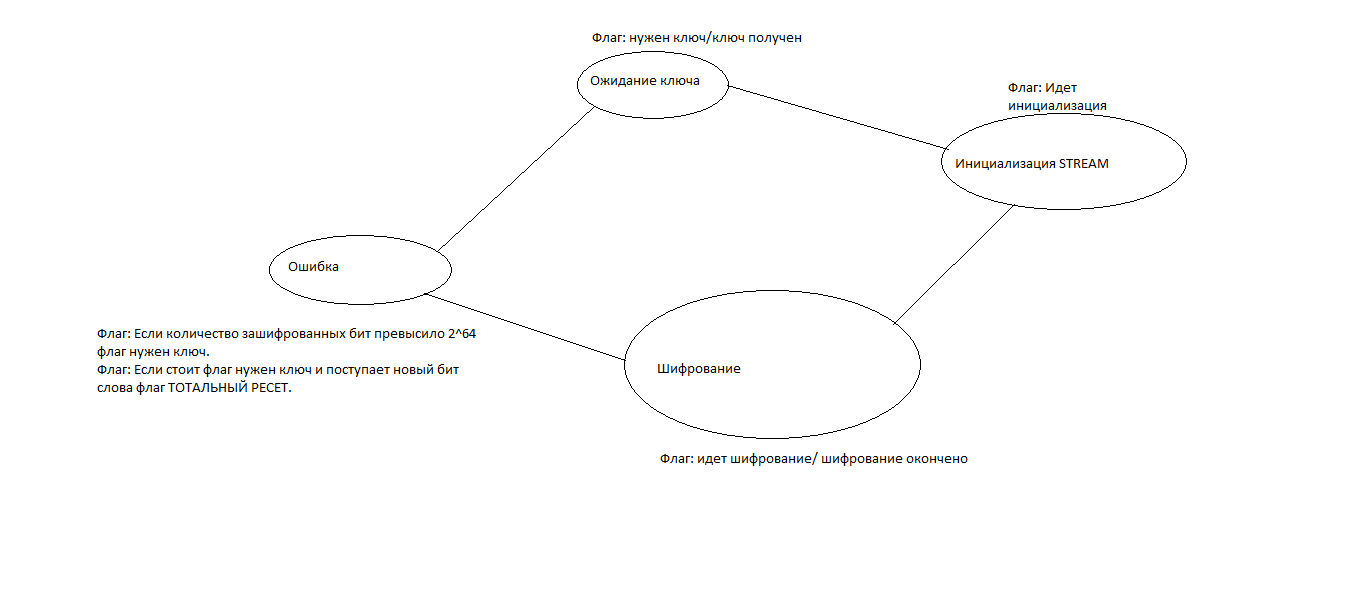 Флаг: нужен ключ/ключ получен
Ожидание ключа
Флаг: Идет
инициализация
Инициализация STREAM
Ошибка
Флаг: Если количество зашифрованных бит превысило 2^64
флаг нужен ключ.
Флаг: Если стоит флаг нужен ключ и поступает новый бит
слова флаг ТОТАЛЬНЫЙ РЕСЕТ.
Шифрование
Флаг: идет шифрование/ шифрование окончено